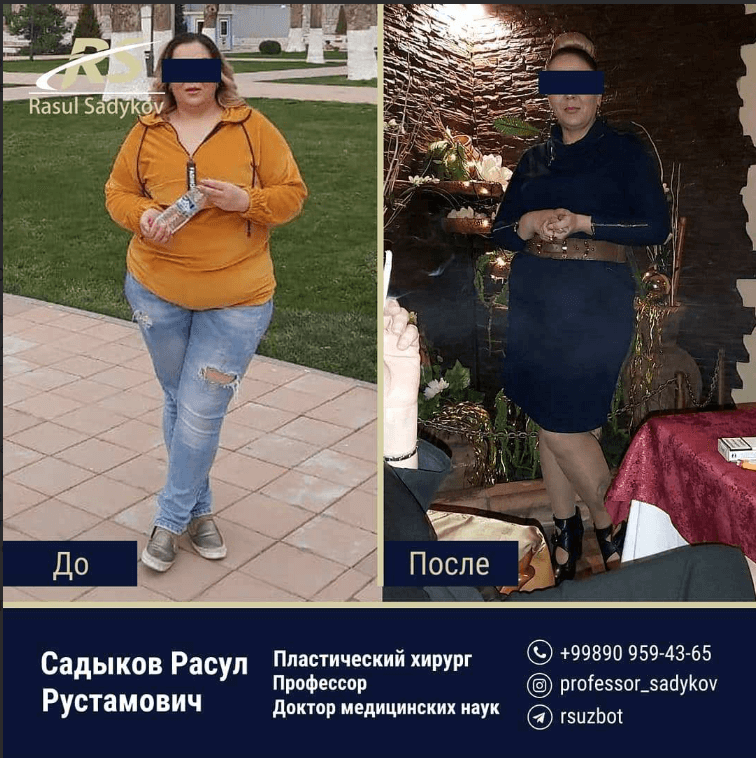 RS
Rasul Sadykov
FASHION
До
После
Садыков Расул
Рустамович
Пластический хирург
Профессор
Доктор медицинских наук
+99890 959-43-65
professor_sadykov
rsuzbot